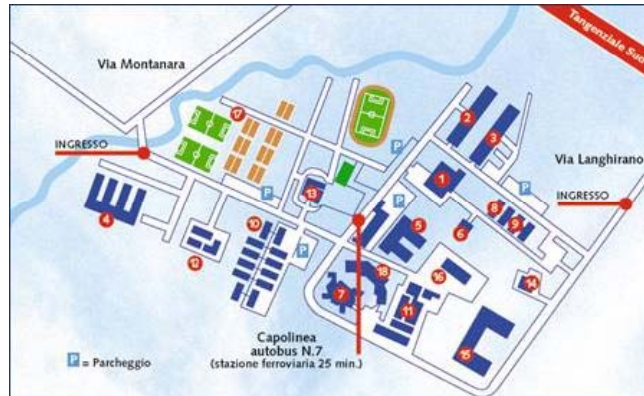 Tangenziale Sud
Via Montanara
INGRESSO
17
2
3
P
Via Langhirano
INGRESSO
1
P
13
P
P
8
9
4
10
5
6
12
P
18
16
14
7
11
15
Capolinea
autobus N.7
(stazione ferroviaria 25 min.)
P = Parcheggio